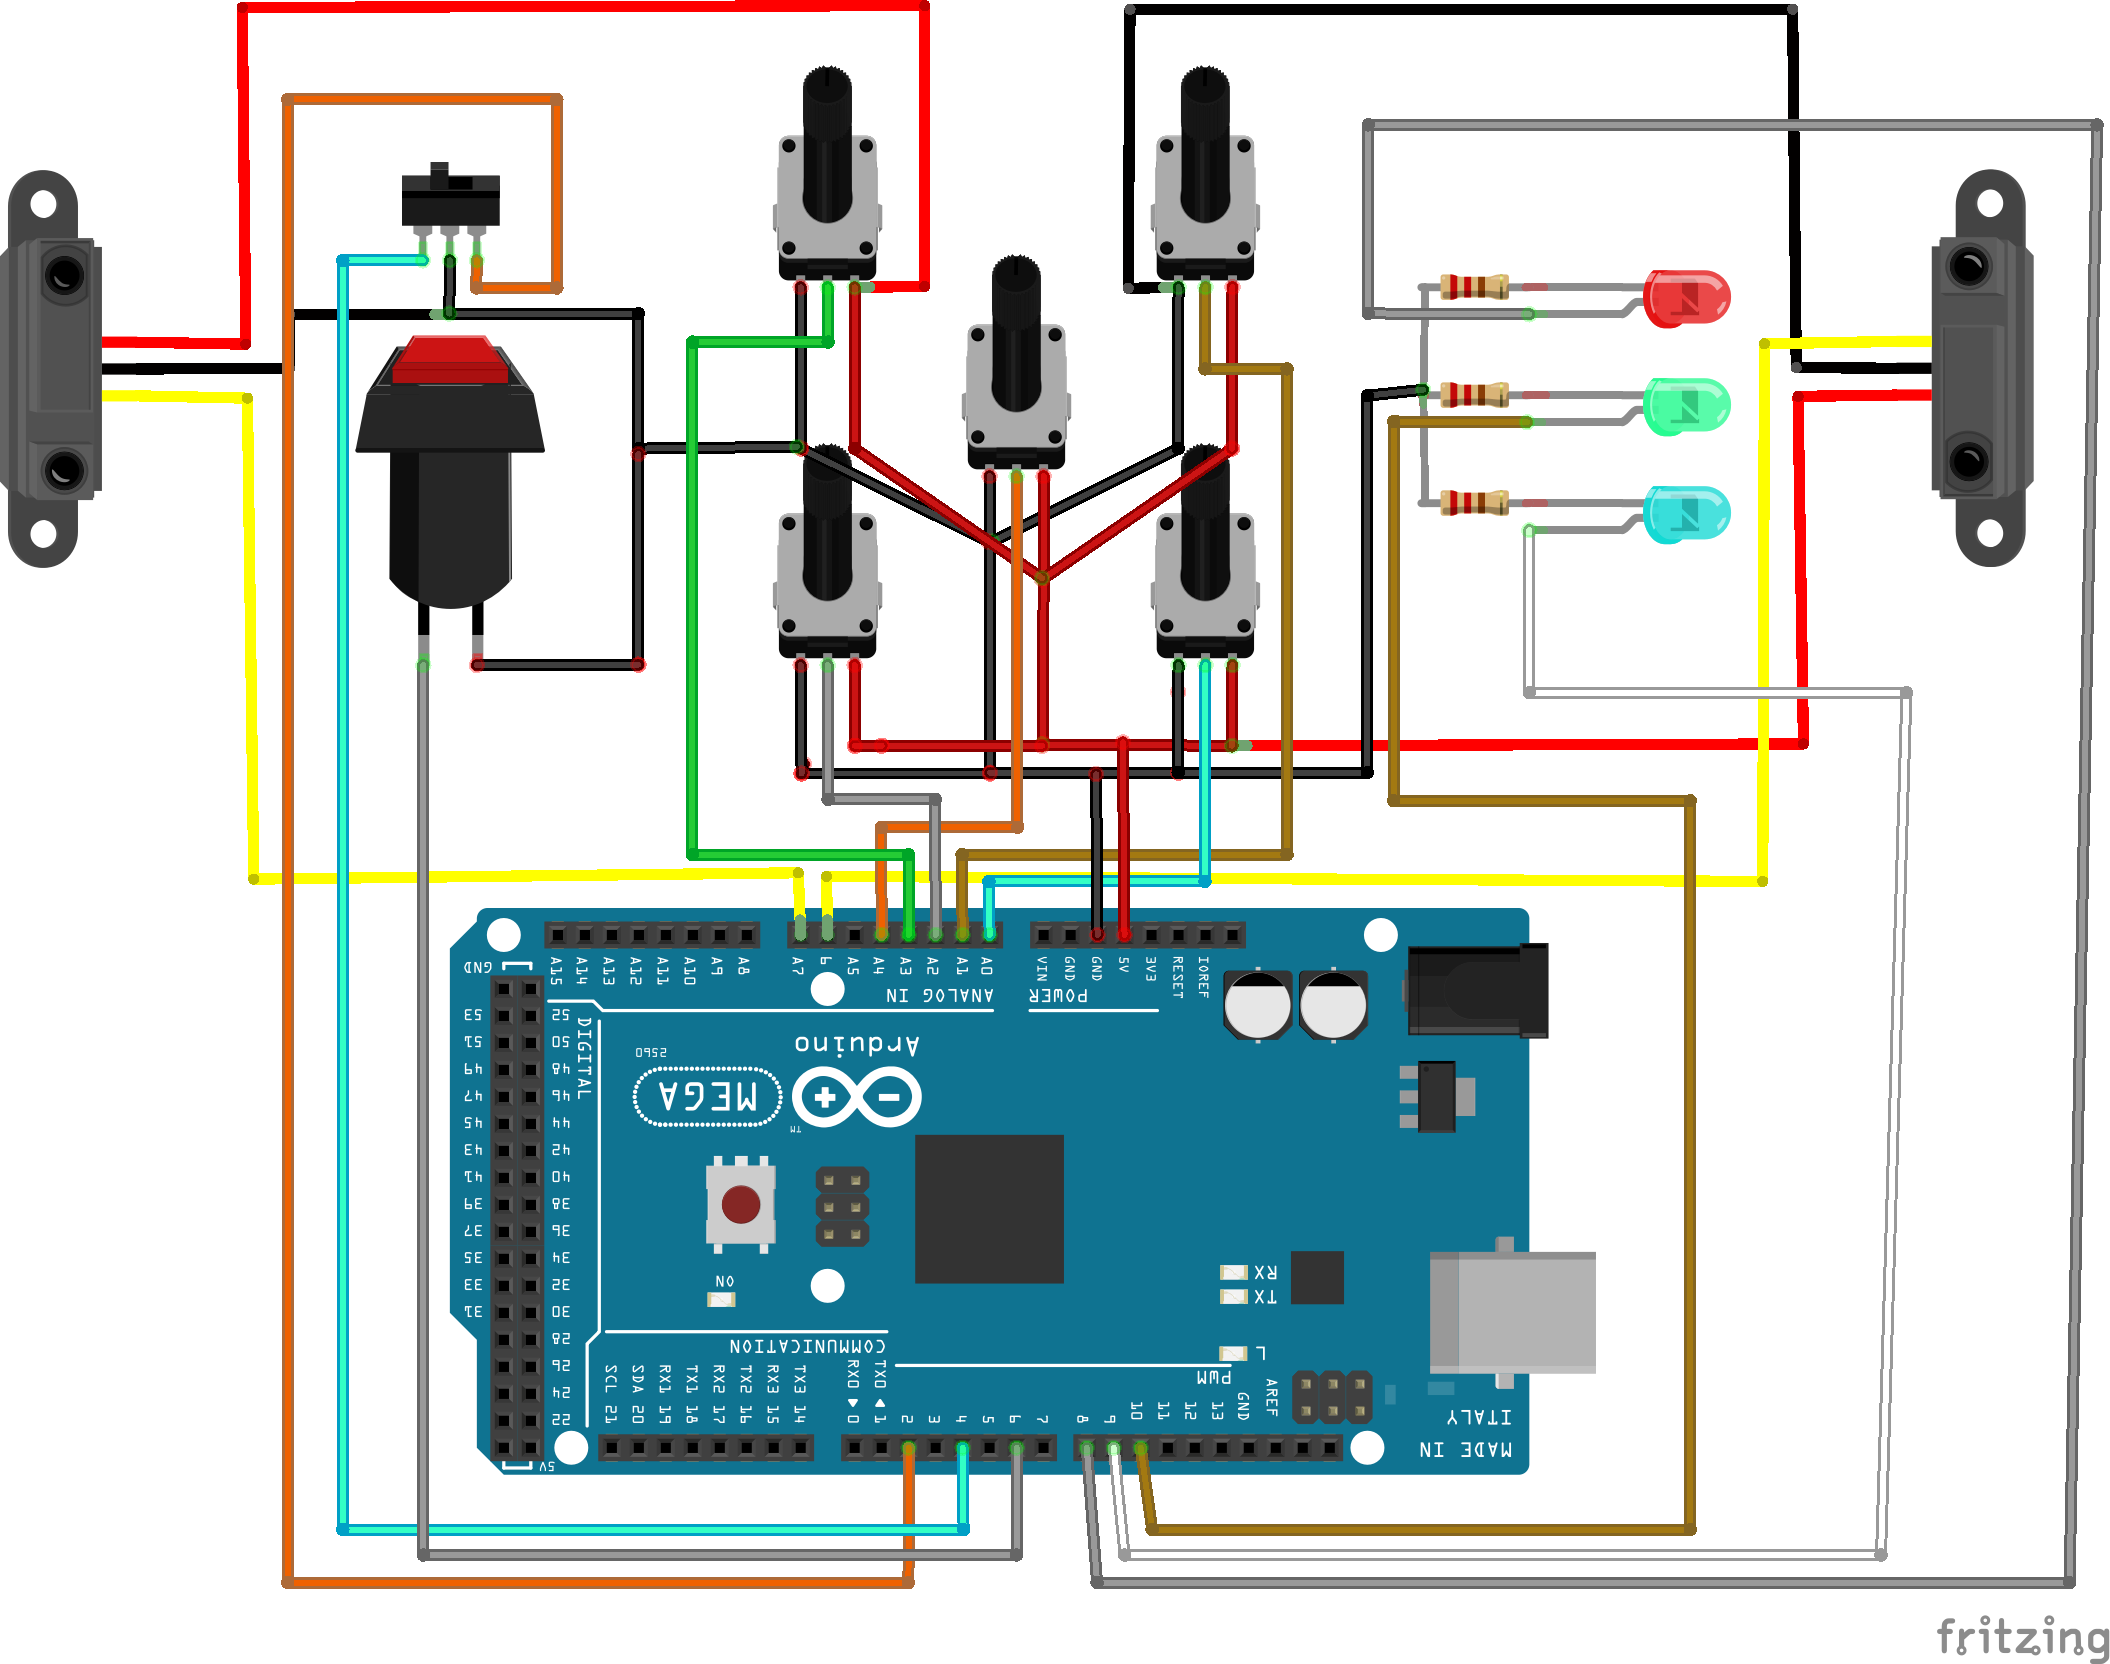 A15 A14 A13 A12 A11 A10 A9 A8
A7 6 A5 A4 A3 A2 A1 A0
VIN GND GND 5V 3V3 RESET IOREF
GND
ANALOG IN
POWER
53 52
51 50
49 48
47 46
45 44
43 42
41 40
39 38
37 36
35 34
33 32
31 30
28
26
24
22
DIGITAL
5V
Arduino
2560
MEGA
TM
ON
RX
TX
L
COMMUNICATION
PWM
SCL 21
SDA 20
RX1 19
TX1 18
RX2 17
TX2 16
RX3 15
TX3 14
RX0 0
TX0 1
2 3 4 5 6 7
8 9 10 11 12 13 GND AREF
MADE IN
ITALY
fritzing